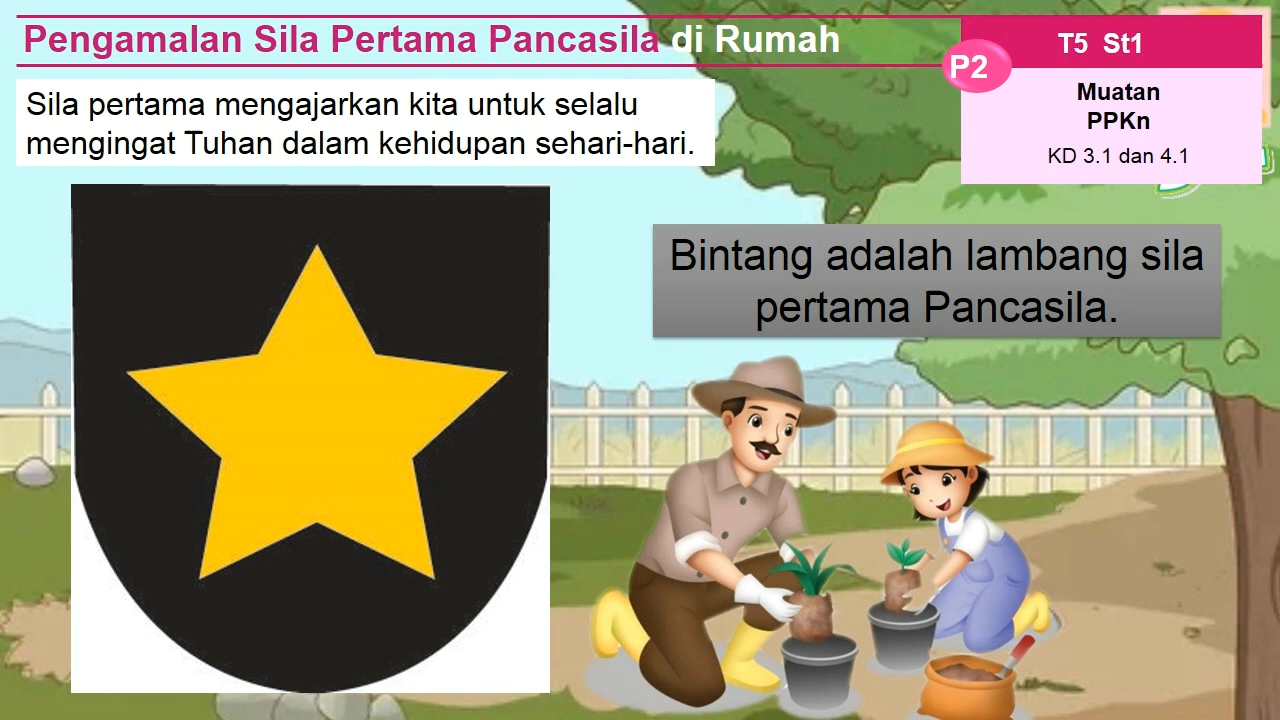 Pengamalan Sila Pertama Pancasila di Rumah
T5 St1
P2
Muatan
PPKn
KD 3.1 dan 4.1
Sila pertama mengajarkan kita untuk selalu
mengingat Tuhan dalam kehidupan sehari-hari.
Bintang adalah lambang sila
pertama Pancasila.